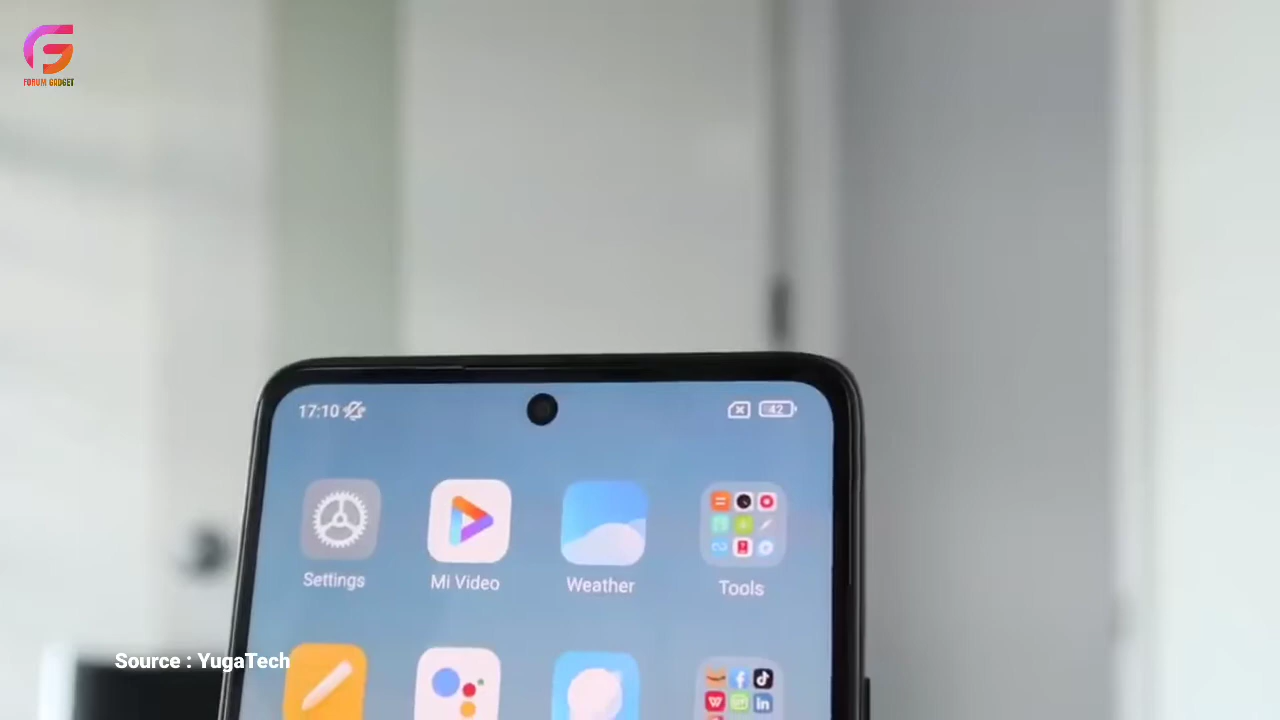 FORUM GADGET
17:10
42
Settings
Mi Video
Weather
Tools
Source : YugaTech